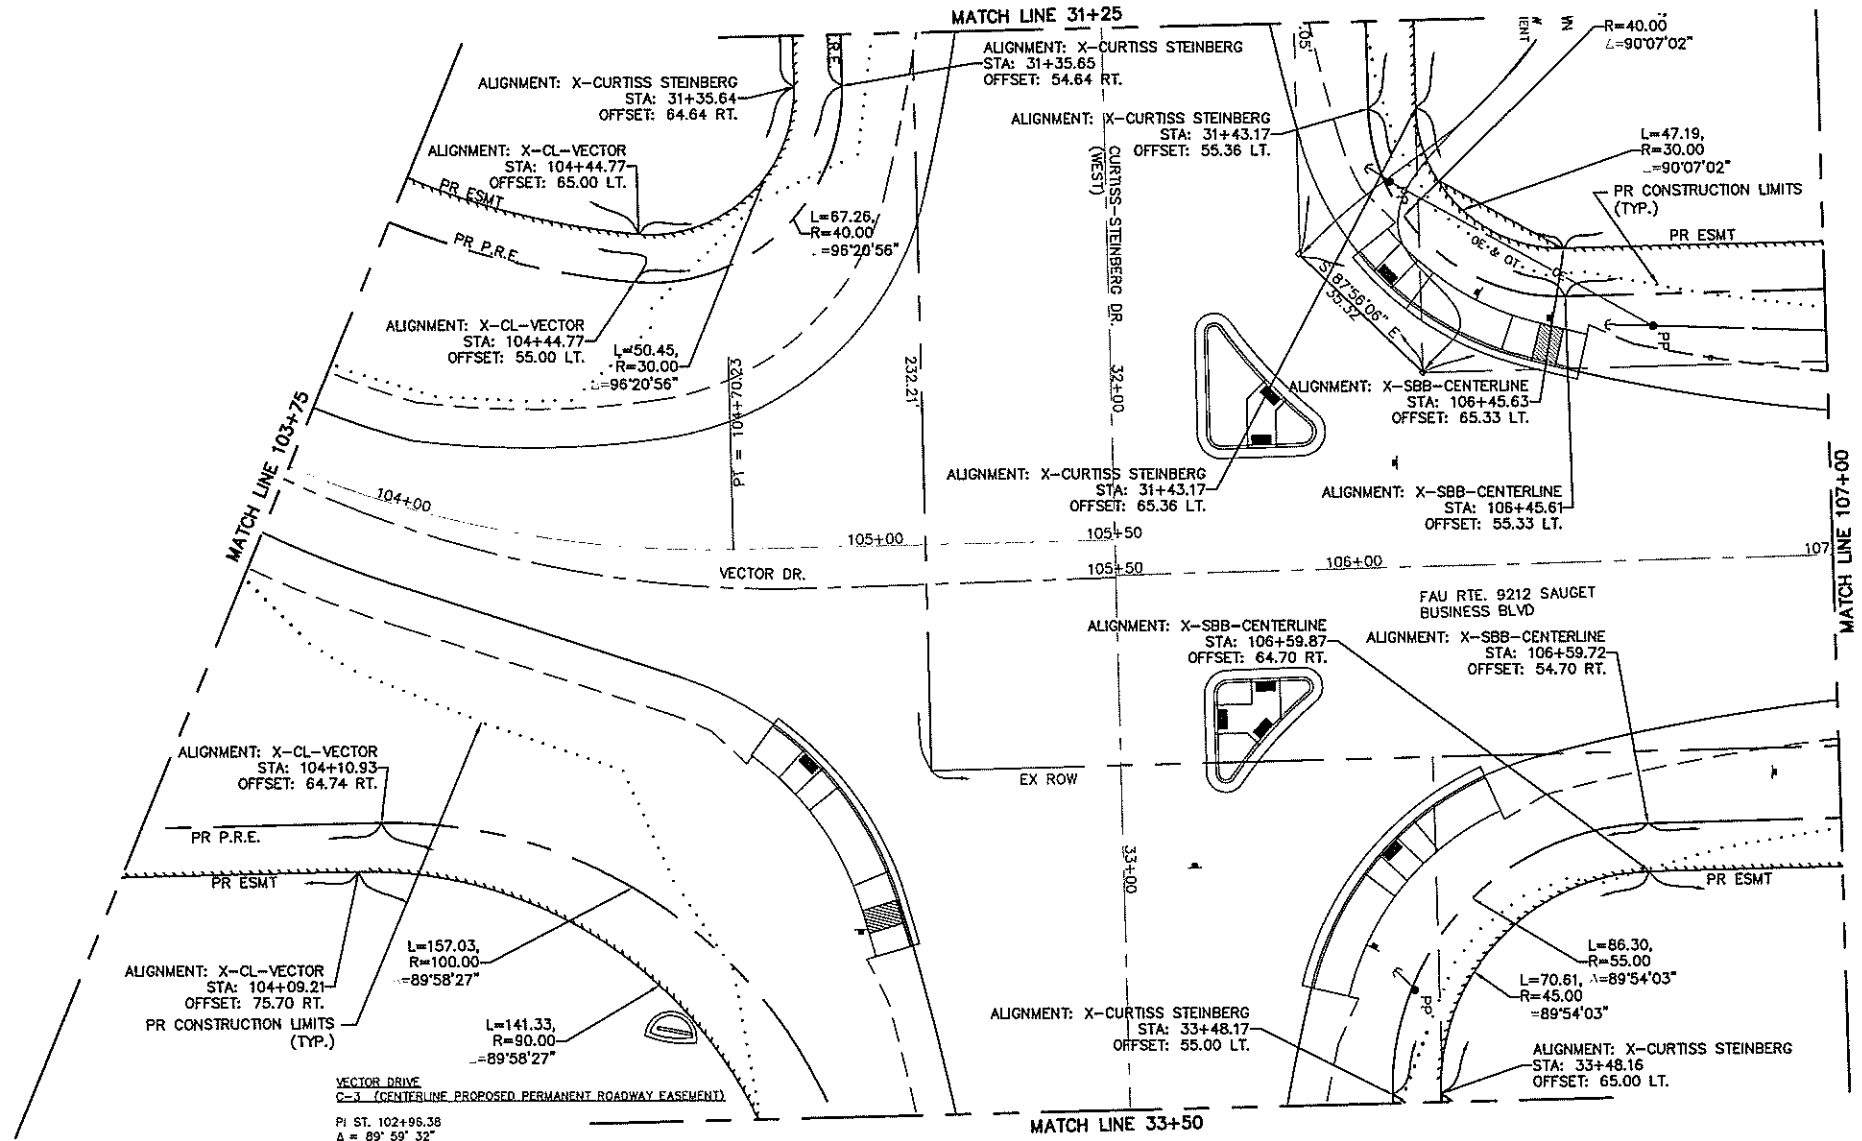 MATCH LINE 31+25
ALIGNMENT: X-CURTISS STEINBERG
STA: 31+35.64
OFFSET: 64.64 RT.
R.E.
ALIGNMENT: X-CURTISS STEINBERG
STA: 31+35.65
OFFSET: 54.64 RT.
.05'
IENT
R=40.00
∆=90°07'02"
ALIGNMENT: X-CURTISS STEINBERG
STA: 31+43.17
OFFSET: 55.36 LT.
L=47.19,
R=30.00
=90°07'02"
PR CONSTRUCTION LIMITS
(TYP.)
PR ESMT
ALIGNMENT: X-CL-VECTOR
STA: 104+44.77
OFFSET: 65.00 LT.
PR ESMT
PR P.R.E.
L=67.26,
R=40.00
=96°20'56"
CURTISS-STEINBERG DR.
(WEST)
PP
OE & OT
OE
S 87°56'06" E
35.32'
PP
ALIGNMENT: X-CL-VECTOR
STA: 104+44.77
OFFSET: 55.00 LT.
L=50.45,
R=30.00
∆=96°20'56"
PT = 104+70.23
232.21'
32+00
ALIGNMENT: X-SBB-CENTERLINE
STA: 106+45.63
OFFSET: 65.33 LT.
MATCH LINE 103+75
ALIGNMENT: X-CURTISS STEINBERG
STA: 31+43.17
OFFSET: 65.36 LT.
ALIGNMENT: X-SBB-CENTERLINE
STA: 106+45.61
OFFSET: 55.33 LT.
MATCH LINE 107+00
104+00
105+00
105+50
105+50
106+00
107
VECTOR DR.
FAU RTE. 9212 SAUGET
BUSINESS BLVD
ALIGNMENT: X-SBB-CENTERLINE
STA: 106+59.87
OFFSET: 64.70 RT.
ALIGNMENT: X-SBB-CENTERLINE
STA: 106+59.72
OFFSET: 54.70 RT.
ALIGNMENT: X-CL-VECTOR
STA: 104+10.93
OFFSET: 64.74 RT.
EX ROW
PR P.R.E.
PR ESMT
33+00
PR ESMT
L=157.03,
R=100.00
=89°58'27"
ALIGNMENT: X-CL-VECTOR
STA: 104+09.21
OFFSET: 75.70 RT.
PR CONSTRUCTION LIMITS
(TYP.)
L=141.33,
R=90.00
=89°58'27"
L=86.30,
R=55.00
∆=89°54'03"
L=70.61,
R=45.00
=89°54'03"
PP
ALIGNMENT: X-CURTISS STEINBERG
STA: 33+48.17
OFFSET: 55.00 LT.
ALIGNMENT: X-CURTISS STEINBERG
STA: 33+48.16
OFFSET: 65.00 LT.
VECTOR DRIVE
C-3 (CENTERLINE PROPOSED PERMANENT ROADWAY EASEMENT)
PI ST. 102+96.38
∆ = 89° 59' 32"
MATCH LINE 33+50